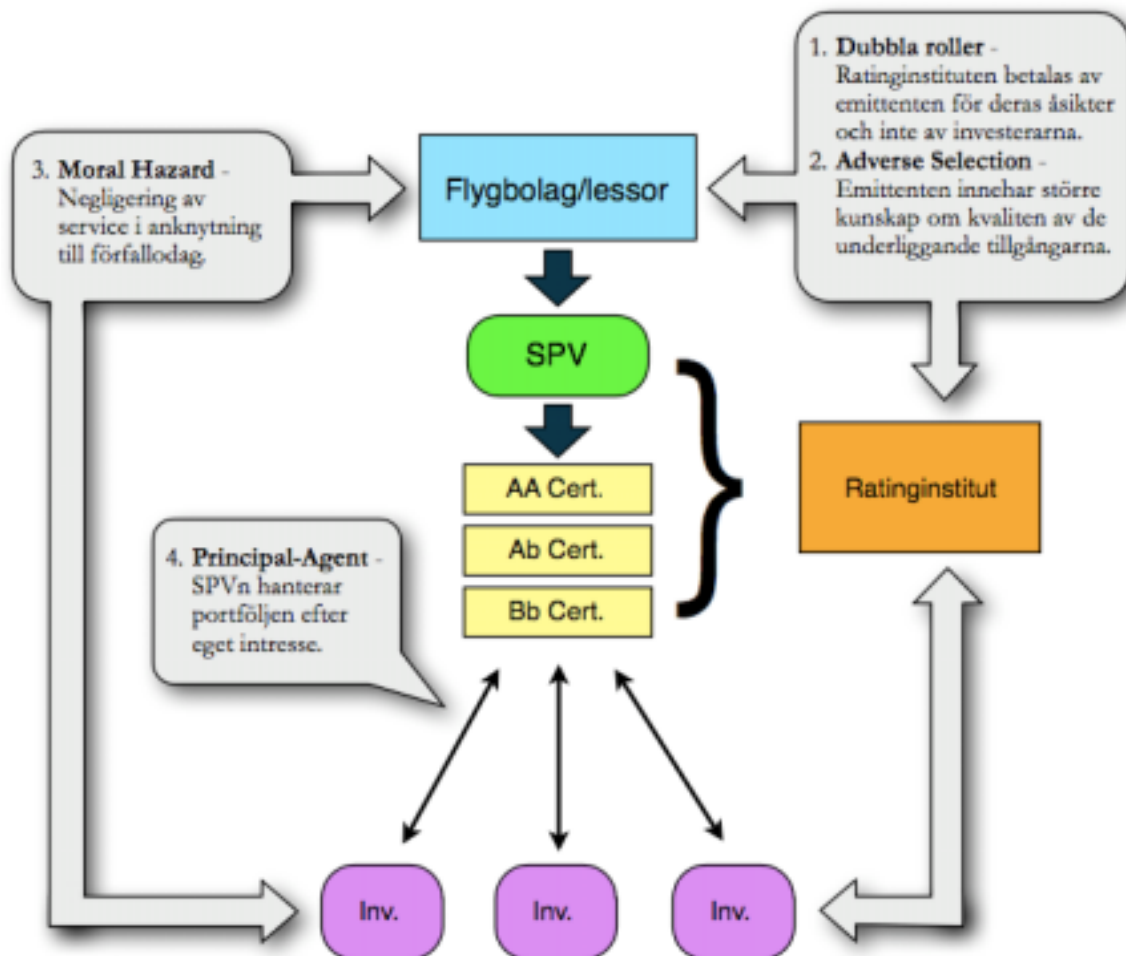 1. Dubbla roller -
Ratinginstituten betalas av
emittenten för deras åsikter
och inte av investerarna.
2. Adverse Selection -
Emittenten innehar större
kunskap om kvaliten av de
underliggande tillgångarna.
3. Moral Hazard -
Negligering av
service i anknytning
till förfallodag.
Flygbolag/lessor
SPV
AA Cert.
Ab Cert.
Bb Cert.
Ratinginstitut
4. Principal-Agent -
SPVn hanterar
portföljen efter
eget intresse.
Inv.
Inv.
Inv.